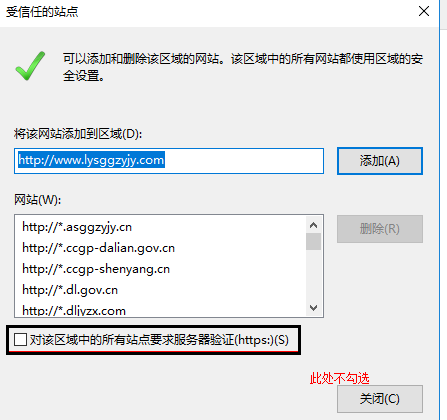 受信任的站点
可以添加和删除该区域的网站。该区域中的所有网站都使用区域的安
全设置。
将该网站添加到区域(D):
http://www.lysggzyjy.com
添加(A)
网站(W):
http://*.asggzyjy.cn
http://*.ccgp-dalian.gov.cn
http://*.ccgp-shenyang.cn
http://*.dl.gov.cn
http://*.dljyzx.com
删除(R)
对该区域中的所有站点要求服务器验证(https:)(S)
此处不勾选
关闭(C)